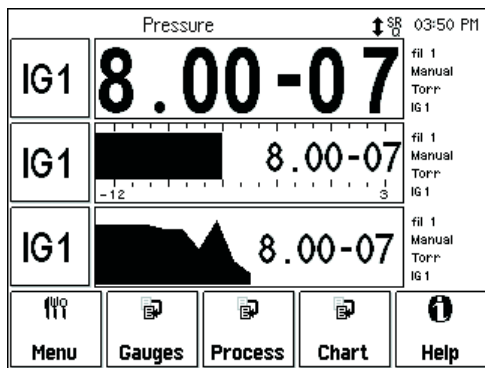 Pressure SRQ 03:50 PM
IG1 8.00-07 fil 1
Manual
Torr
IG1
IG1 8.00-07 fil 1
Manual
Torr
-12 3 IG1
IG1 8.00-07 fil 1
Manual
Torr
IG1
Menu Gauges Process Chart Help